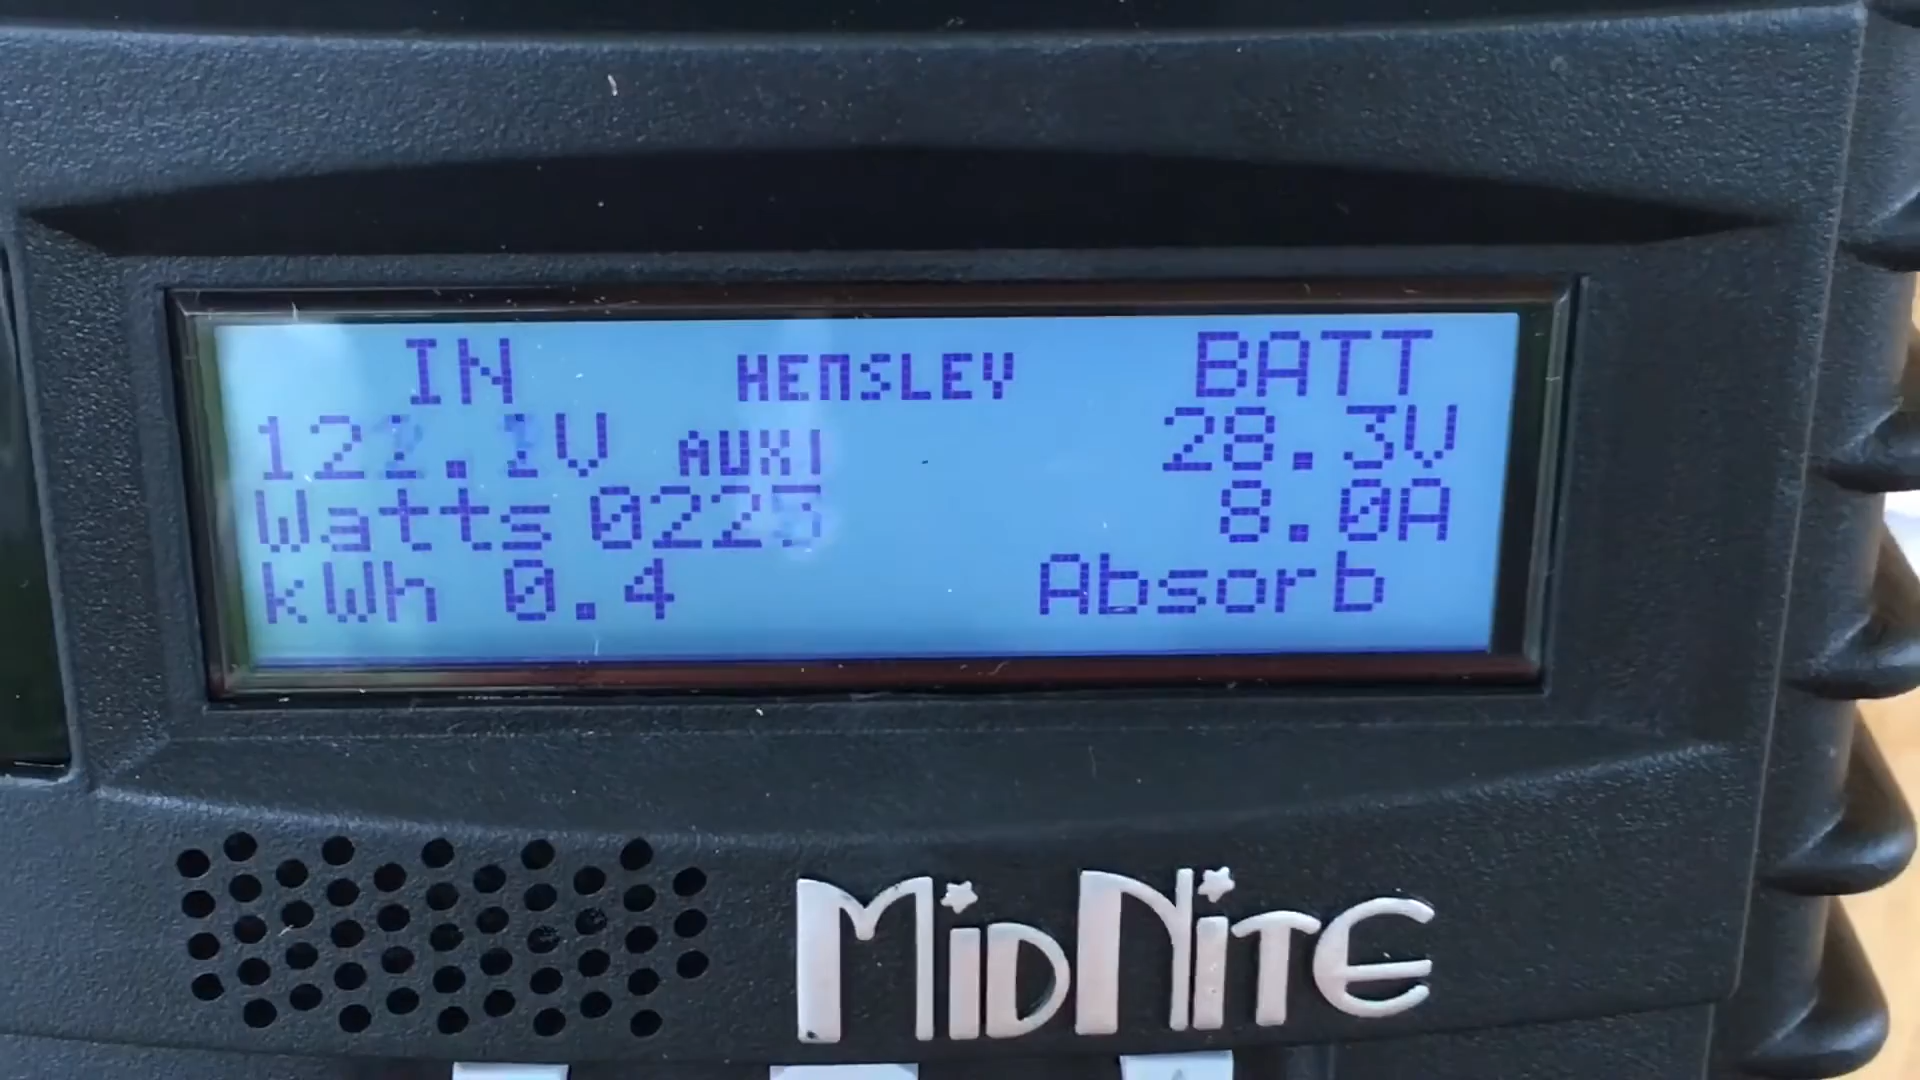 IN HEMSLEY BATT
122.1V AUX1 28.3V
Watts 0225 8.0A
kWh 0.4 Absorb
MIDNITE